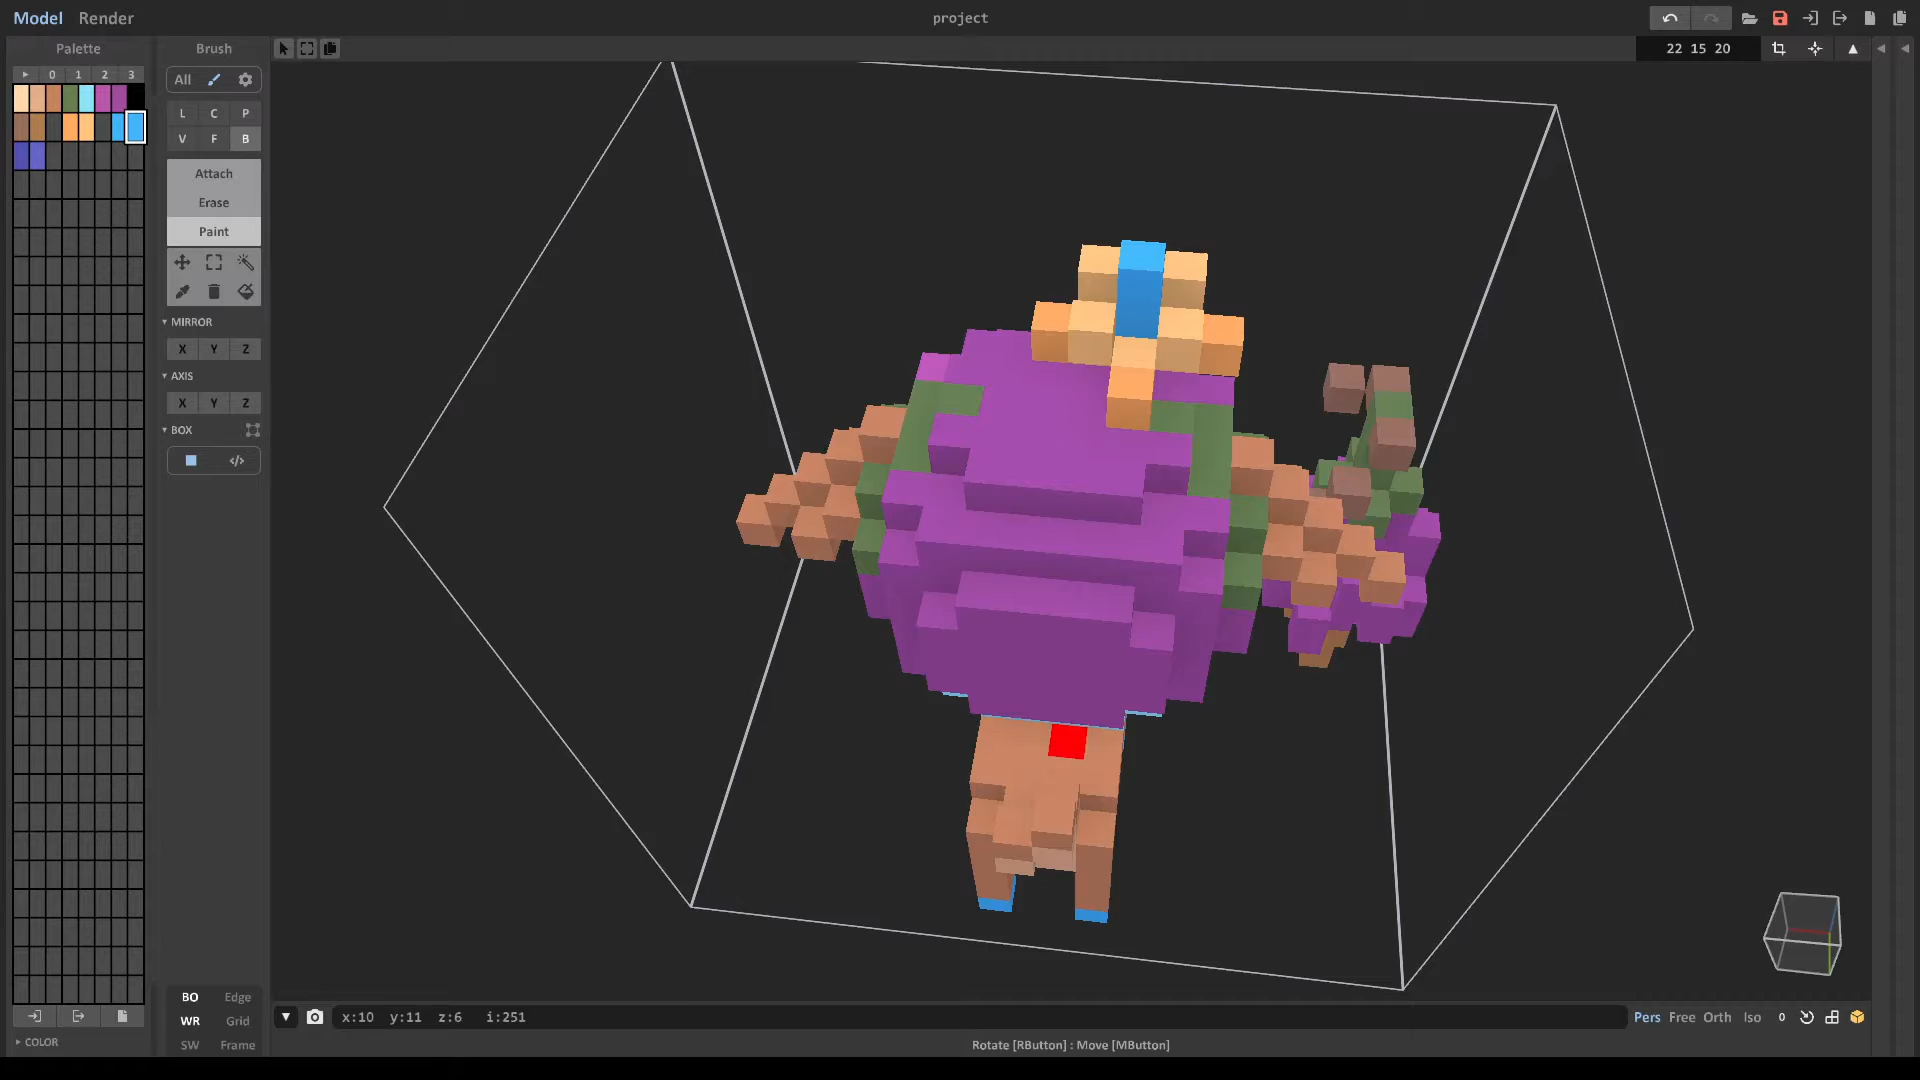 Model Render project
22 15 20
Palette Brush
0 1 2 3
All
L C P
V F B
Attach
Erase
Paint
MIRROR
X Y Z
AXIS
X Y Z
BOX
BO Edge
WR Grid
SW Frame
COLOR
x:10 y:11 z:6 i:251
Pers Free Orth Iso 0
Rotate [RButton] : Move [MButton]